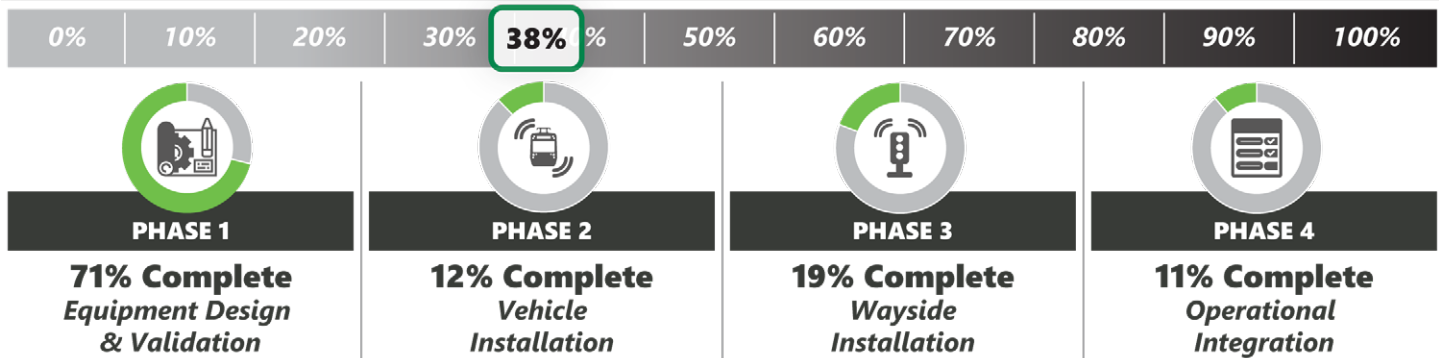 0% 10% 20% 30% 38% 0% 50% 60% 70% 80% 90% 100%
PHASE 1
PHASE 2
PHASE 3
PHASE 4
71% Complete
Equipment Design
& Validation
12% Complete
Vehicle
Installation
19% Complete
Wayside
Installation
11% Complete
Operational
Integration